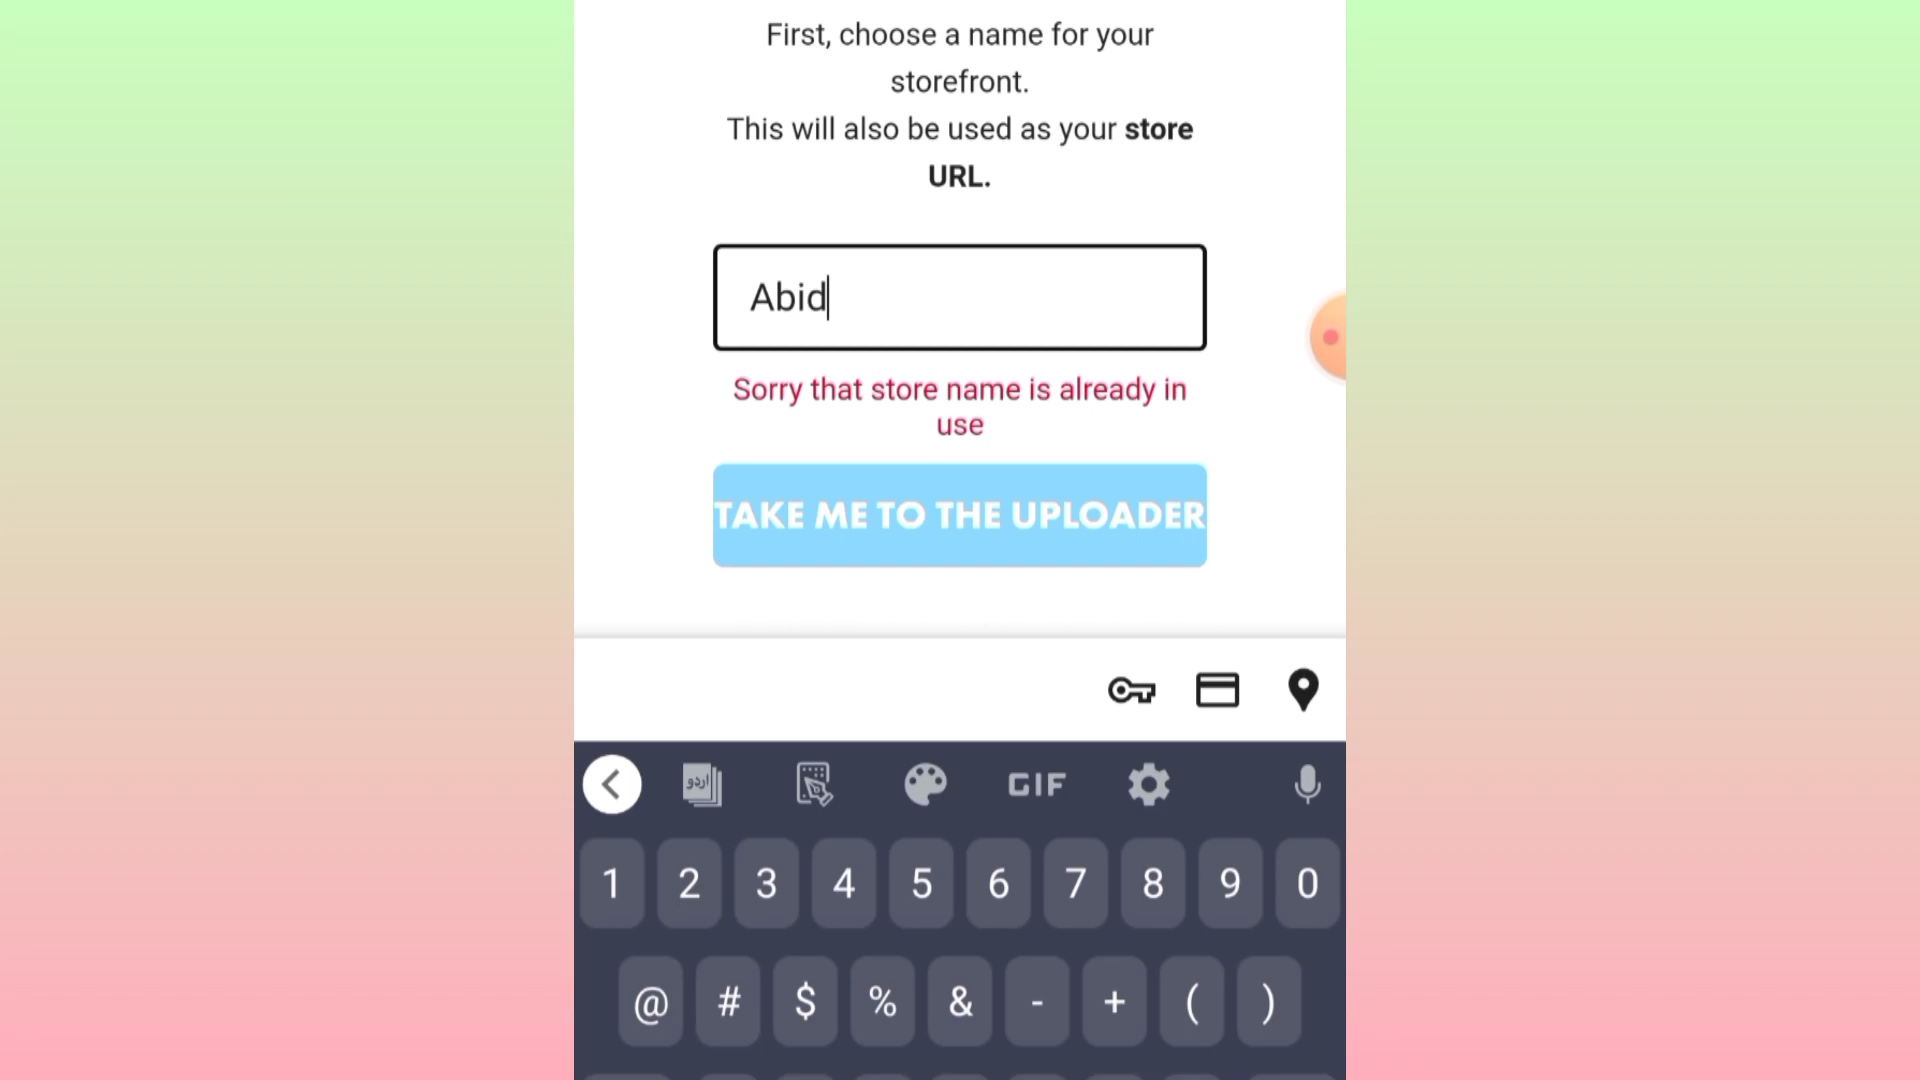 First, choose a name for your
storefront.
This will also be used as your store
URL.
Abid
Sorry that store name is already in
use
TAKE ME TO THE UPLOADER
اردو GIF
1 2 3 4 5 6 7 8 9 0
@ # $ % & - + ( )